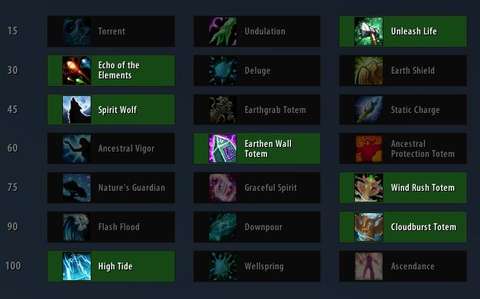 15 Torrent Undulation Unleash Life
30 Echo of the Elements Deluge Earth Shield
45 Spirit Wolf Earthgrab Totem Static Charge
60 Ancestral Vigor Earthen Wall Totem Ancestral Protection Totem
75 Nature's Guardian Graceful Spirit Wind Rush Totem
90 Flash Flood Downpour Cloudburst Totem
100 High Tide Wellspring Ascendance